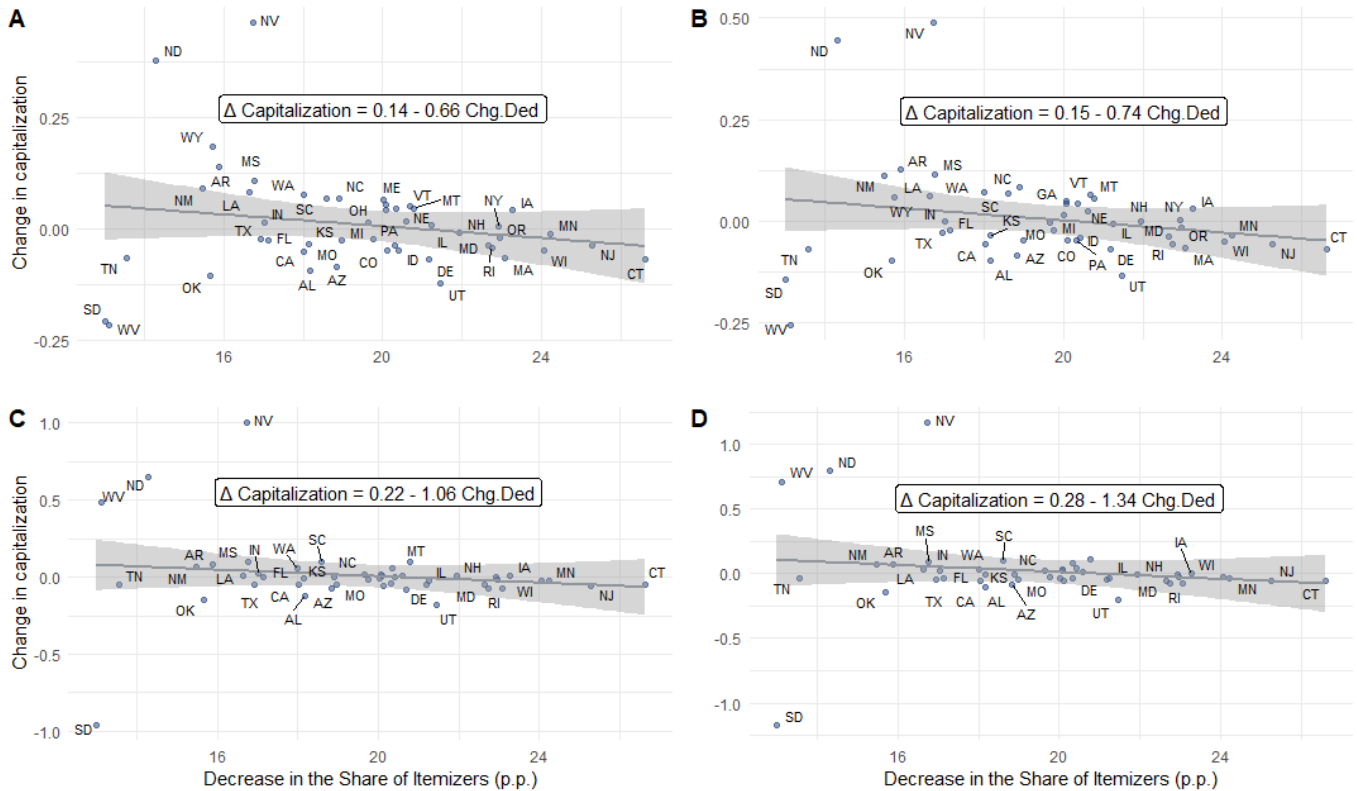 A
Change in capitalization
0.25
0.00
-0.25
NV
ND
Δ Capitalization = 0.14 - 0.66 Chg.Ded
WY
MS
AR
NM
LA
WA
NC
ME
VT
MT
NY
IA
SC
OH
IN
TX
FL
KS
MI
PA
NE
NH
OR
MN
CA
MO
CO
ID
IL
MD
RI
MA
WI
NJ
CT
TN
OK
AL
AZ
DE
UT
SD
WV
16
20
24
B
0.50
0.25
0.00
-0.25
NV
ND
Δ Capitalization = 0.15 - 0.74 Chg.Ded
AR
MS
NM
LA
WA
NC
VT
MT
GA
NY
IA
WY
IN
SC
KS
MI
NE
NH
OR
MN
TX
FL
MO
ID
IL
MD
TN
OK
CA
AL
AZ
CO
PA
DE
RI
MA
WI
NJ
CT
UT
SD
WV
16
20
24
C
Change in capitalization
1.0
0.5
0.0
-0.5
-1.0
NV
ND
WV
Δ Capitalization = 0.22 - 1.06 Chg.Ded
AR
MS
IN
WA
SC
NC
MT
TN
NM
LA
FL
KS
IL
NH
IA
MN
CT
OK
TX
CA
AL
AZ
MO
DE
UT
MD
RI
WI
NJ
SD
16
20
24
Decrease in the Share of Itemizers (p.p.)
D
1.0
0.5
0.0
-0.5
-1.0
NV
ND
WV
Δ Capitalization = 0.28 - 1.34 Chg.Ded
MS
SC
IA
NM
AR
IN
WA
NC
IL
NH
WI
TN
LA
FL
KS
OK
TX
CA
AL
AZ
MO
DE
UT
MD
RI
MN
NJ
CT
SD
16
20
24
Decrease in the Share of Itemizers (p.p.)